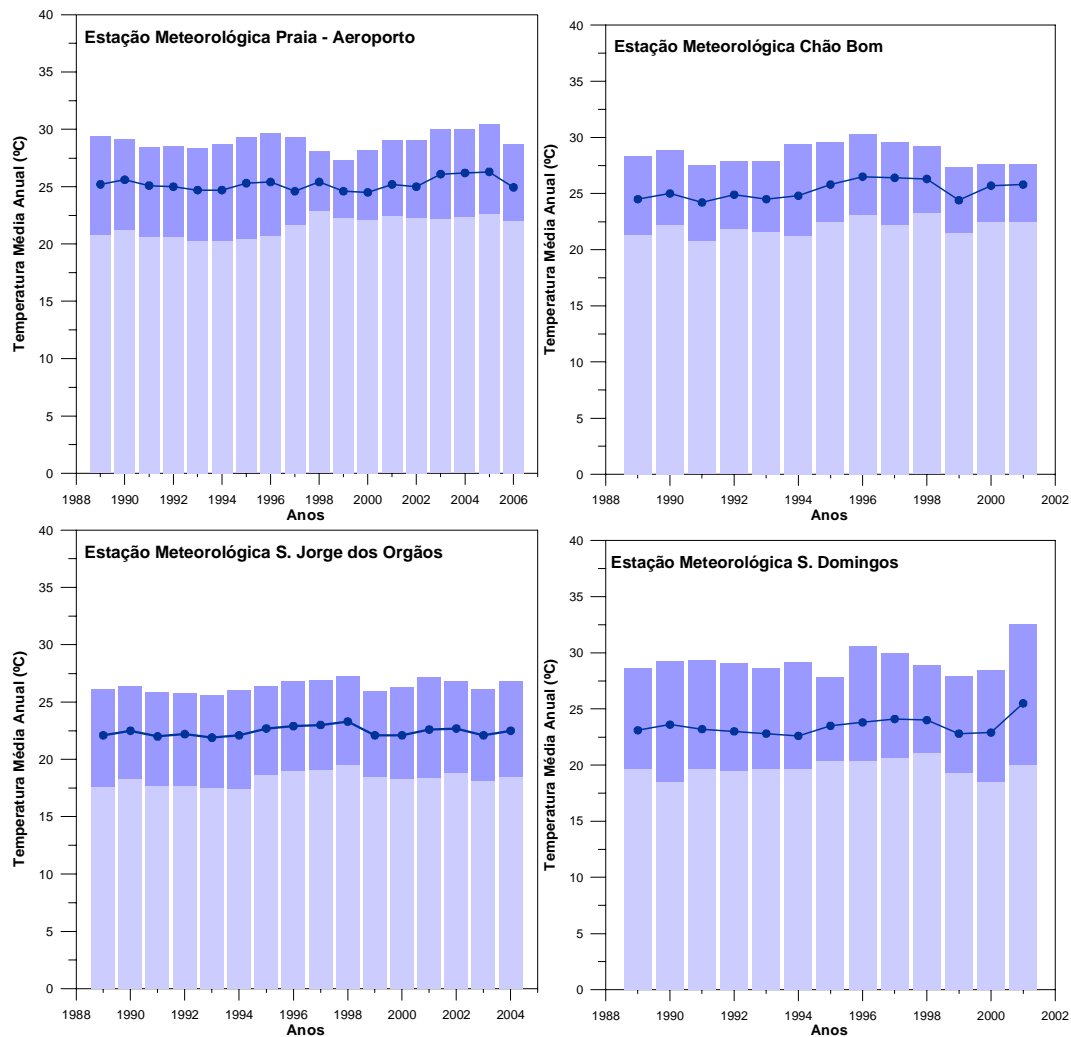 Estação Meteorológica Praia - Aeroporto
Temperatura Média Anual (ºC)
40
35
30
25
20
15
10
5
0
1988 1990 1992 1994 1996 1998 2000 2002 2004 2006
Anos
Estação Meteorológica Chão Bom
Temperatura Média Anual (ºC)
40
35
30
25
20
15
10
5
0
1988 1990 1992 1994 1996 1998 2000 2002
Anos
Estação Meteorológica S. Jorge dos Orgãos
Temperatura Média Anual (ºC)
40
35
30
25
20
15
10
5
0
1988 1990 1992 1994 1996 1998 2000 2002 2004
Anos
Estação Meteorológica S. Domingos
Temperatura Média Anual (ºC)
40
35
30
25
20
15
10
5
0
1988 1990 1992 1994 1996 1998 2000 2002
Anos